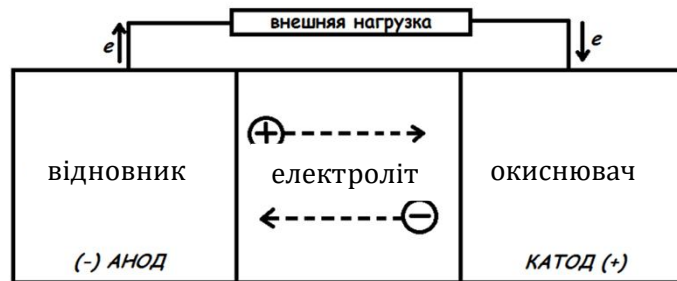 внешняя нагрузка
e
e
відновник
електроліт
окиснювач
(-) АНОД
КАТОД (+)